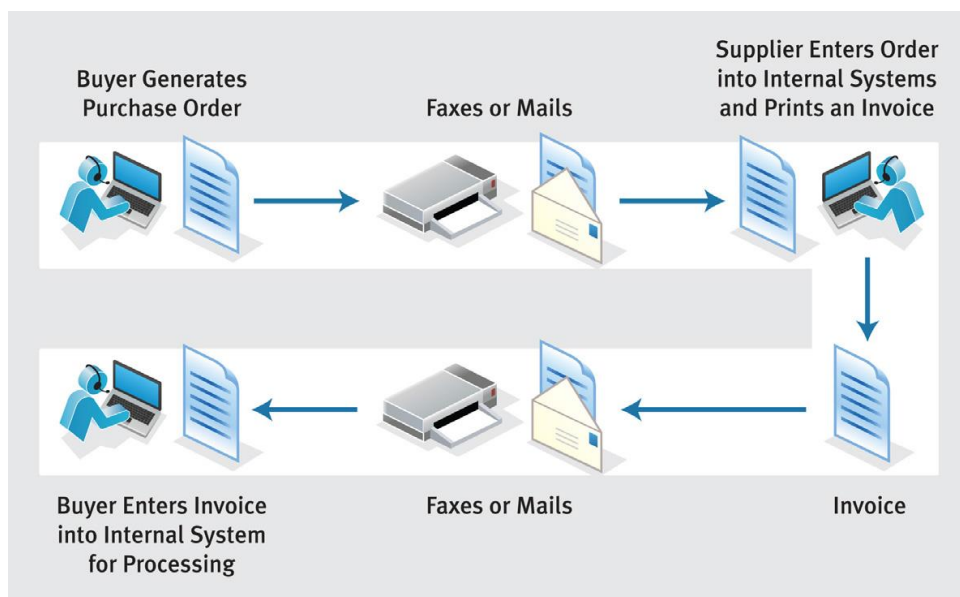 Buyer Generates
Purchase Order
Faxes or Mails
Supplier Enters Order
into Internal Systems
and Prints an Invoice
Buyer Enters Invoice
into Internal System
for Processing
Faxes or Mails
Invoice